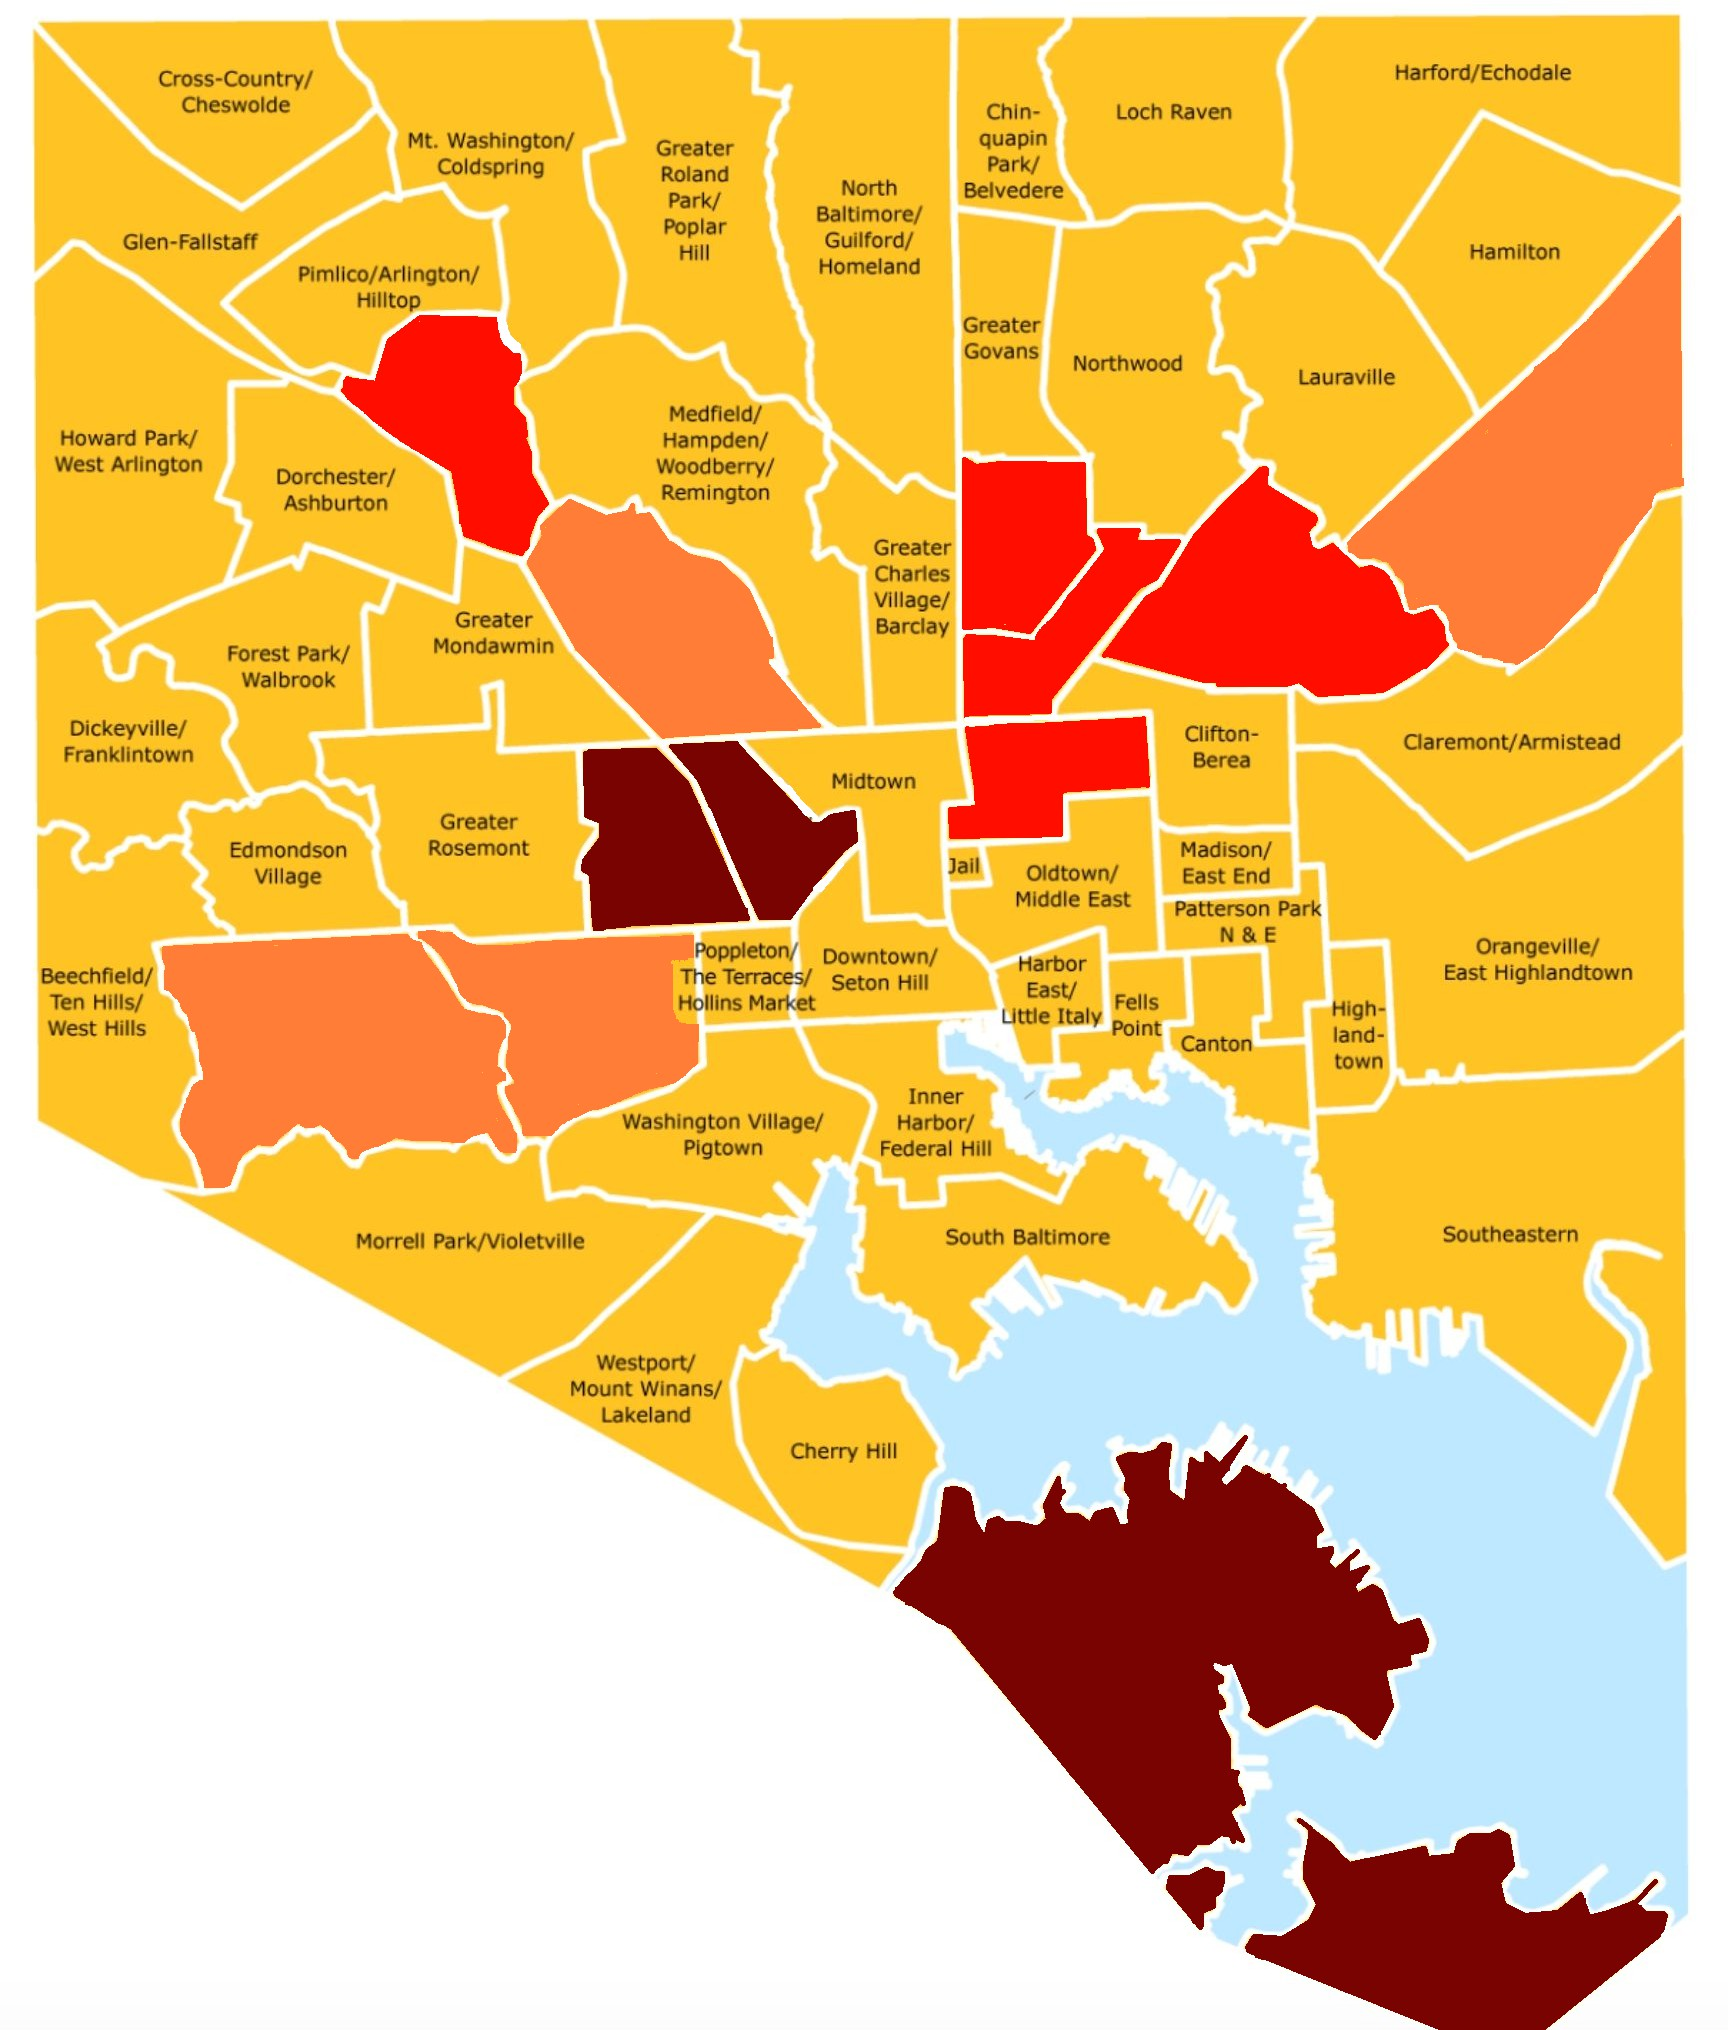 Cross-Country/
Cheswolde
Mt. Washington/
Coldspring
Greater
Roland
Park/
Poplar
Hill
North
Baltimore/
Guilford/
Homeland
Chin-
quapin
Park/
Belvedere
Loch Raven
Harford/Echodale
Glen-Fallstaff
Pimlico/Arlington/
Hilltop
Hamilton
Greater
Govans
Northwood
Lauraville
Howard Park/
West Arlington
Dorchester/
Ashburton
Medfield/
Hampden/
Woodberry/
Remington
Greater
Charles
Village/
Barclay
Greater
Mondawmin
Forest Park/
Walbrook
Dickeyville/
Franklintown
Midtown
Clifton-
Berea
Claremont/Armistead
Edmondson
Village
Greater
Rosemont
Jail
Oldtown/
Middle East
Madison/
East End
Patterson Park
N & E
Orangeville/
East Highlandtown
Beechfield/
Ten Hills/
West Hills
Poppleton/
The Terraces/
Hollins Market
Downtown/
Seton Hill
Harbor
East/
Little Italy
Fells
Point
Canton
High-
land-
town
Washington Village/
Pigtown
Inner
Harbor/
Federal Hill
Morrell Park/Violetville
South Baltimore
Southeastern
Westport/
Mount Winans/
Lakeland
Cherry Hill